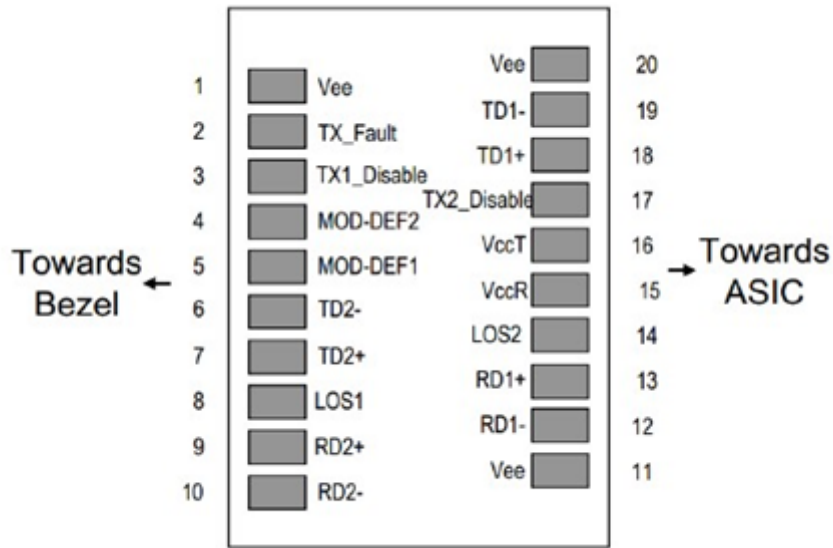 1 Vee
2 TX_Fault
3 TX1_Disable
4 MOD-DEF2
5 MOD-DEF1
6 TD2-
7 TD2+
8 LOS1
9 RD2+
10 RD2-
Towards
Bezel
Vee 20
TD1- 19
TD1+ 18
TX2_Disable 17
VccT 16
VccR 15
LOS2 14
RD1+ 13
RD1- 12
Vee 11
Towards
ASIC